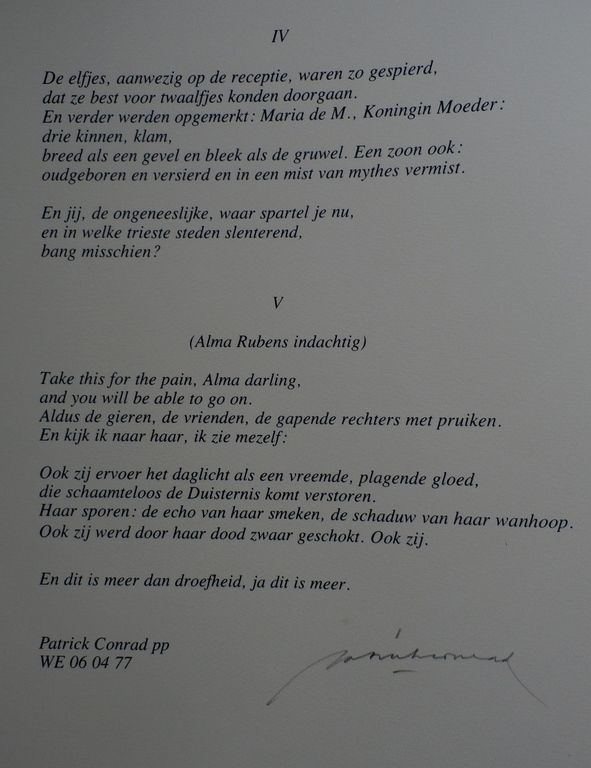 IV
De elfjes, aanwezig op de receptie, waren zo gespierd,
dat ze best voor twaalfjes konden doorgaan.
En verder werden opgemerkt: Maria de M., Koningin Moeder:
drie kinnen, klam,
breed als een gevel en bleek als de gruwel. Een zoon ook:
oudgeboren en versierd en in een mist van mythes vermist.
En jij, de ongeneeslijke, waar spartel je nu,
en in welke trieste steden slenterend,
bang misschien?
V
(Alma Rubens indachtig)
Take this for the pain, Alma darling,
and you will be able to go on.
Aldus de gieren, de vrienden, de gapende rechters met pruiken.
En kijk ik naar haar, ik zie mezelf:
Ook zij ervoer het daglicht als een vreemde, plagende gloed,
die schaamteloos de Duisternis komt verstoren.
Haar sporen: de echo van haar smeken, de schaduw van haar wanhoop.
Ook zij werd door haar dood zwaar geschokt. Ook zij.
En dit is meer dan droefheid, ja dit is meer.
Patrick Conrad pp
WE 06 04 77